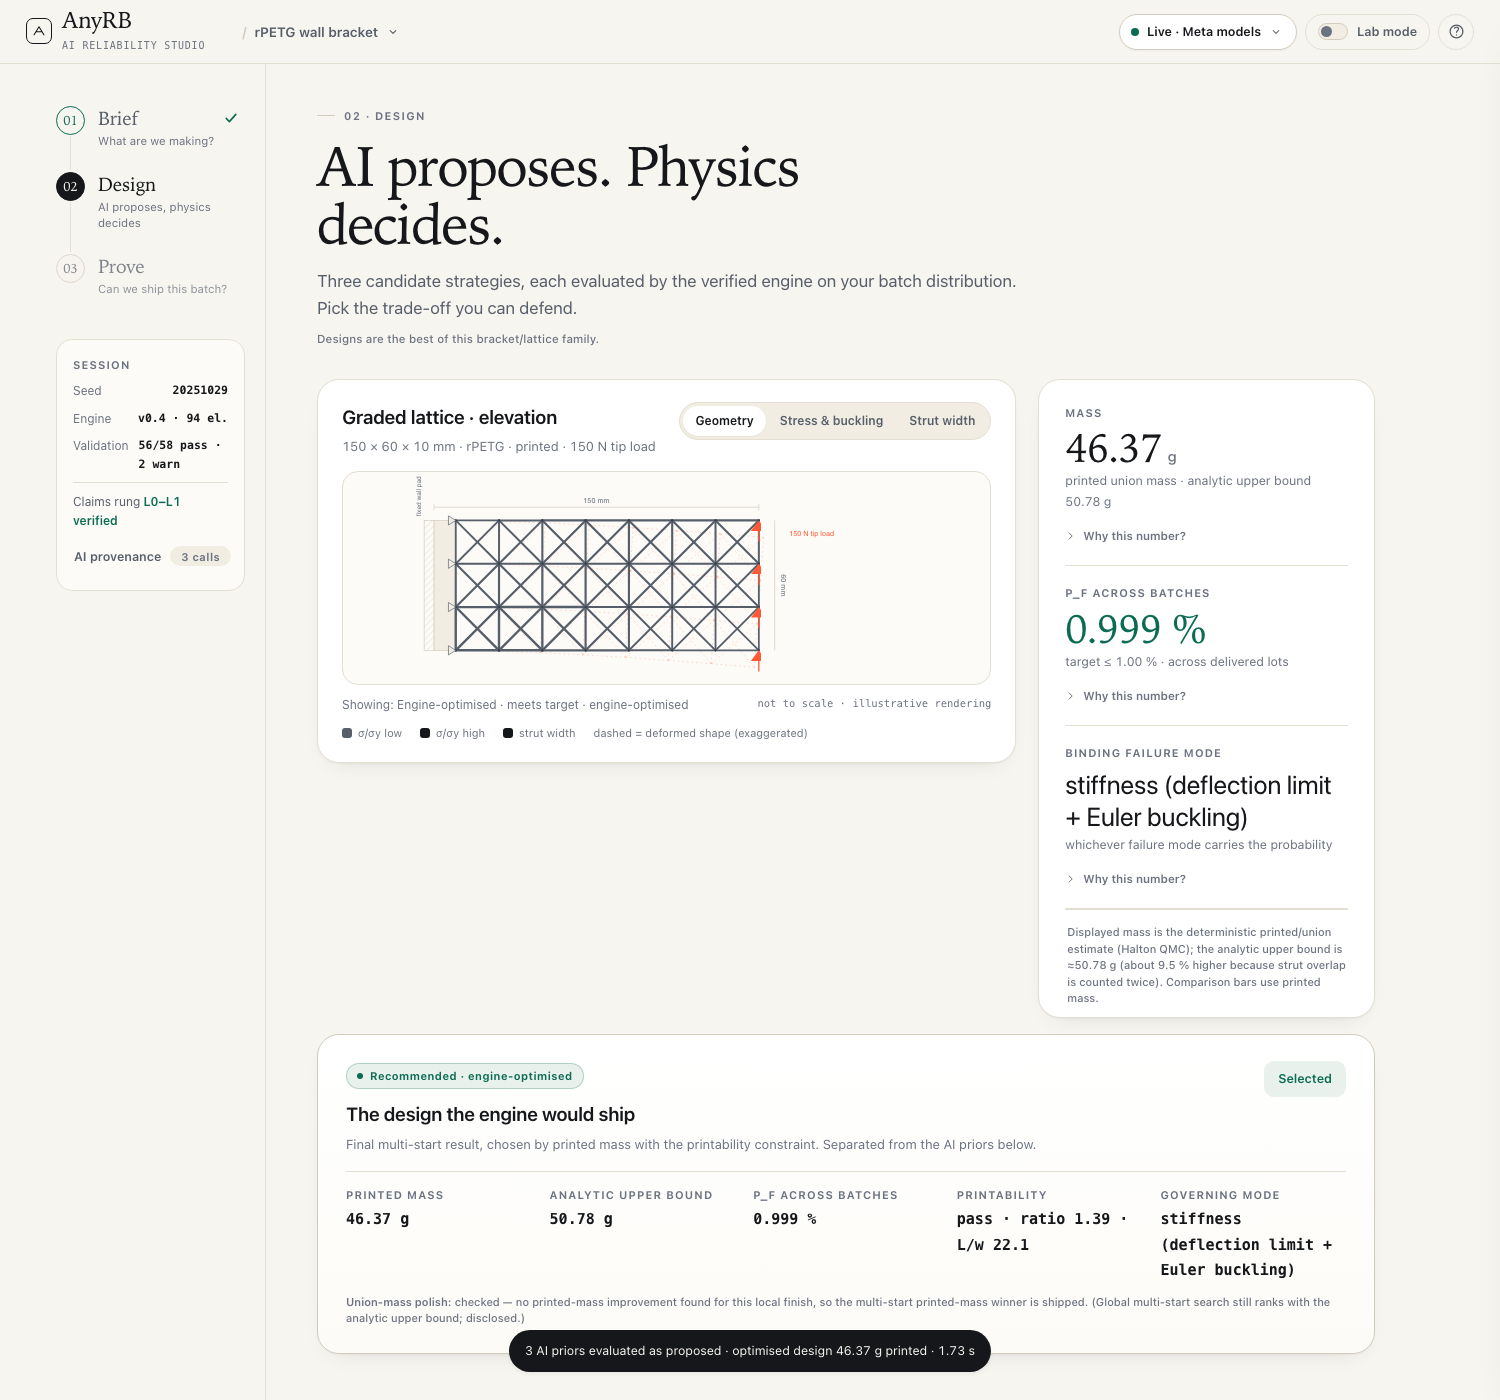 AnyRB
AI RELIABILITY STUDIO
/ rPETG wall bracket
Live · Meta models
Lab mode
01
Brief
What are we making?
02
Design
AI proposes, physics
decides
03
Prove
Can we ship this batch?
SESSION
Seed 20251029
Engine v0.4 · 94 el.
Validation 56/58 pass ·
2 warn
Claims rung L0–L1
verified
AI provenance 3 calls
02 · DESIGN
AI proposes. Physics
decides.
Three candidate strategies, each evaluated by the verified engine on your batch distribution.
Pick the trade-off you can defend.
Designs are the best of this bracket/lattice family.
Graded lattice · elevation
150 × 60 × 10 mm · rPETG · printed · 150 N tip load
Geometry Stress & buckling Strut width
fixed wall pad
150 mm
150 N tip load
60 mm
Showing: Engine-optimised · meets target · engine-optimised
not to scale · illustrative rendering
σ/σy low σ/σy high strut width dashed = deformed shape (exaggerated)
MASS
46.37 g
printed union mass · analytic upper bound
50.78 g
Why this number?
P_F ACROSS BATCHES
0.999 %
target ≤ 1.00 % · across delivered lots
Why this number?
BINDING FAILURE MODE
stiffness (deflection limit
+ Euler buckling)
whichever failure mode carries the probability
Why this number?
Displayed mass is the deterministic printed/union
estimate (Halton QMC); the analytic upper bound is
≈50.78 g (about 9.5 % higher because strut overlap
is counted twice). Comparison bars use printed
mass.
Recommended · engine-optimised
Selected
The design the engine would ship
Final multi-start result, chosen by printed mass with the printability constraint. Separated from the AI priors below.
PRINTED MASS
46.37 g
ANALYTIC UPPER BOUND
50.78 g
P_F ACROSS BATCHES
0.999 %
PRINTABILITY
pass · ratio 1.39 ·
L/w 22.1
GOVERNING MODE
stiffness
(deflection limit +
Euler buckling)
Union-mass polish: checked — no printed-mass improvement found for this local finish, so the multi-start printed-mass winner is shipped. (Global multi-start search still ranks with the
analytic upper bound; disclosed.)
3 AI priors evaluated as proposed · optimised design 46.37 g printed · 1.73 s